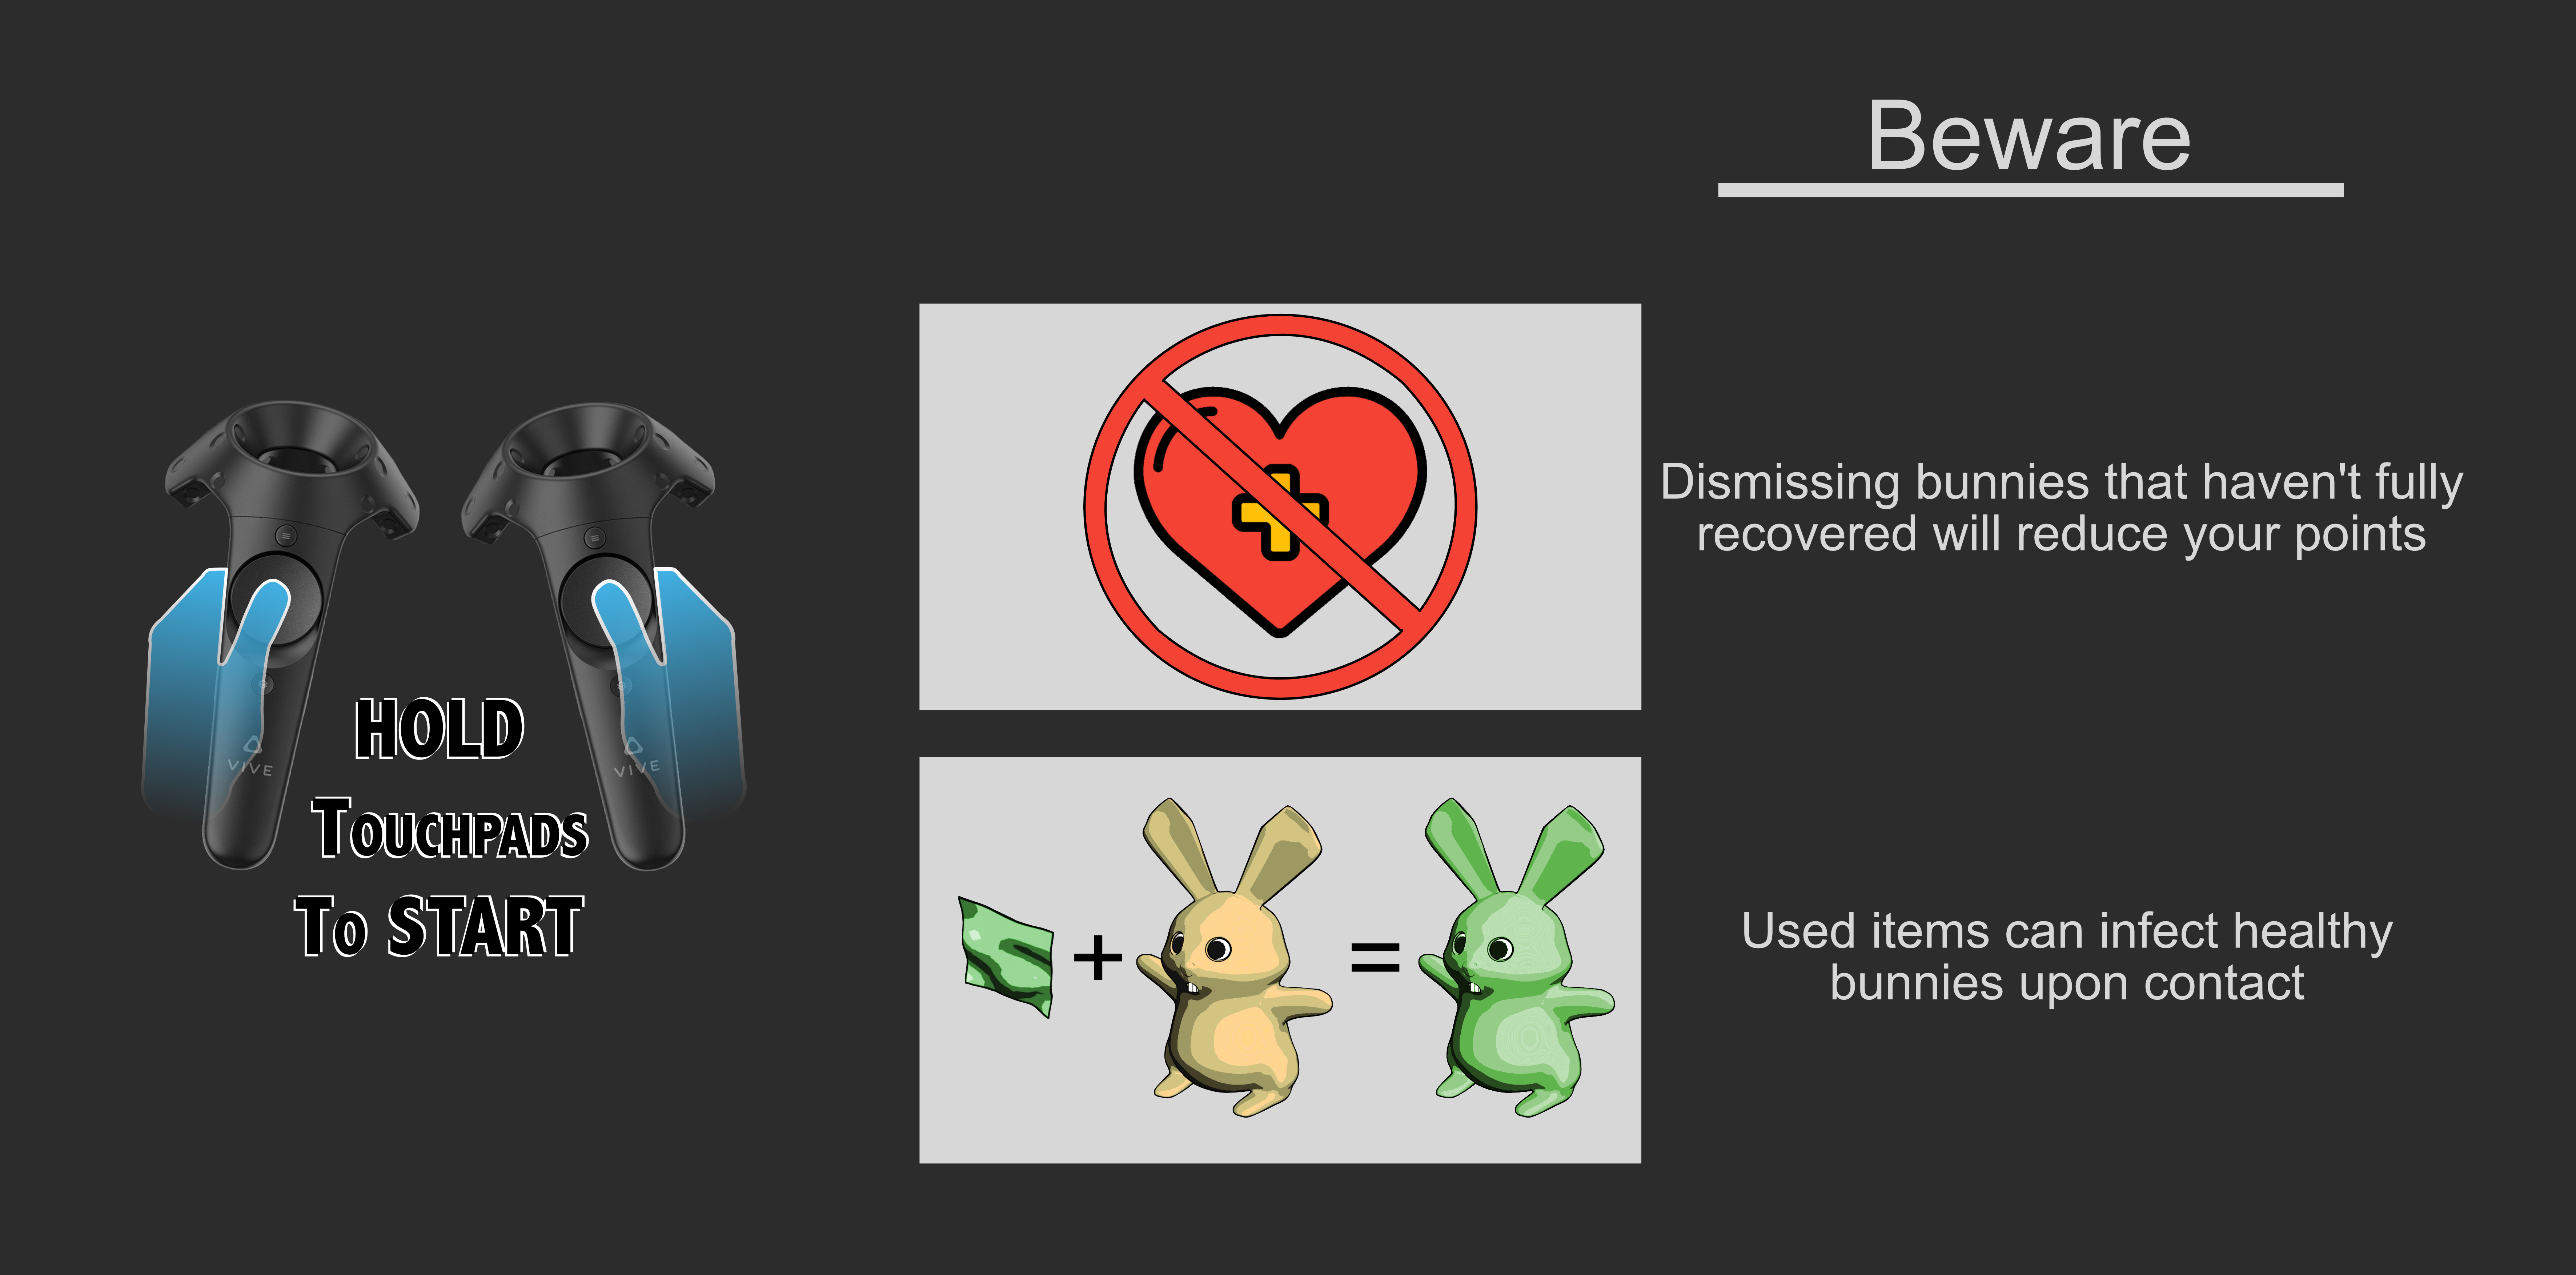 Beware
Dismissing bunnies that haven't fully
recovered will reduce your points
VIVE
VIVE
HOLD
TOUCHPADS
To START
+
=
Used items can infect healthy
bunnies upon contact